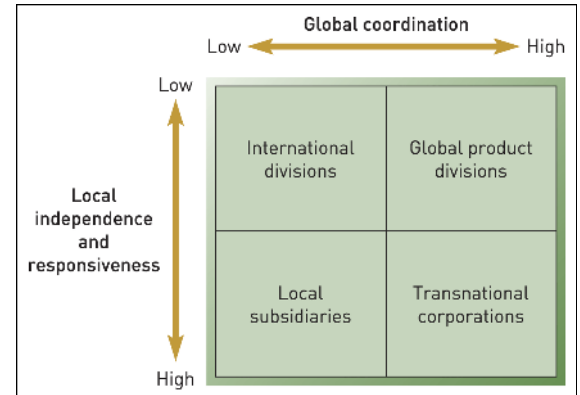 Global coordination
Low
High
Low
International
divisions
Global product
divisions
Local
independence
and
responsiveness
Local
subsidiaries
Transnational
corporations
High